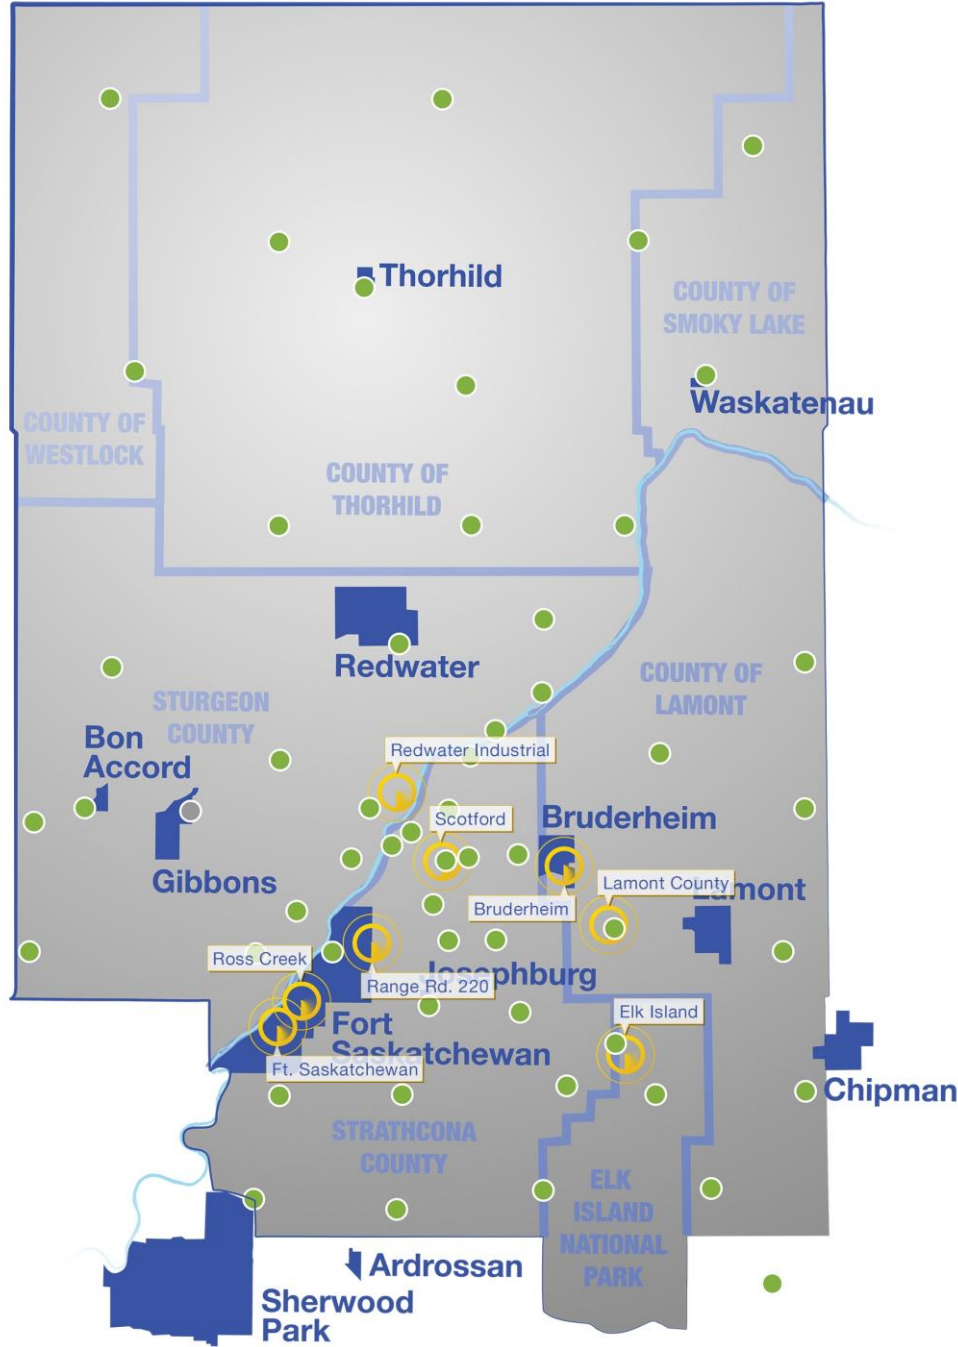 Thorhild
COUNTY OF
SMOKY LAKE
Waskatenau
COUNTY OF
WESTLOCK
COUNTY OF
THORHILD
Redwater
COUNTY OF
LAMONT
STURGEON
COUNTY
Bon
Accord
Redwater Industrial
Scotford
Bruderheim
Gibbons
Lamont County
Lamont
Bruderheim
Ross Creek
Josephburg
Range Rd. 220
Elk Island
Fort
Saskatchewan
Ft. Saskatchewan
Chipman
STRATHCONA
COUNTY
ELK
ISLAND
NATIONAL
PARK
Ardrossan
Sherwood
Park